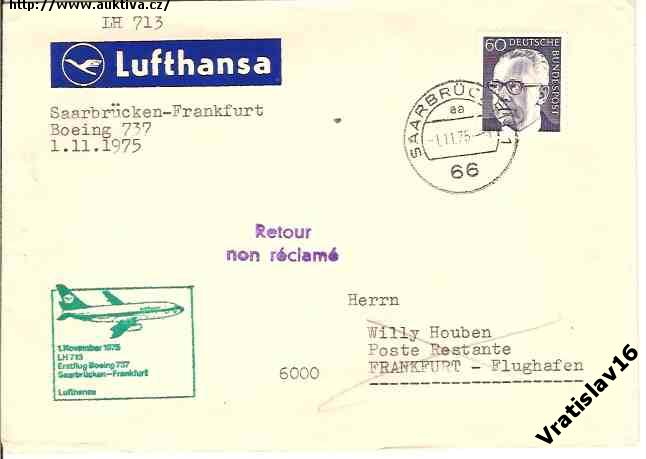 http://www.auktiva.cz/
LH 713
Lufthansa
Saarbrücken-Frankfurt
Boeing 737
1.11.1975
60 DEUTSCHE BUNDESPOST
SAARBRÜC 1
aa
-1.11.75-
66
Retour
non réclamé
1. November 1975
LH 713
Erstflug Boeing 737
Saarbrücken-Frankfurt
Lufthansa
Herrn
Willy Houben
Poste Restante
6000 FRANKFURT - Flughafen
Vratislav16